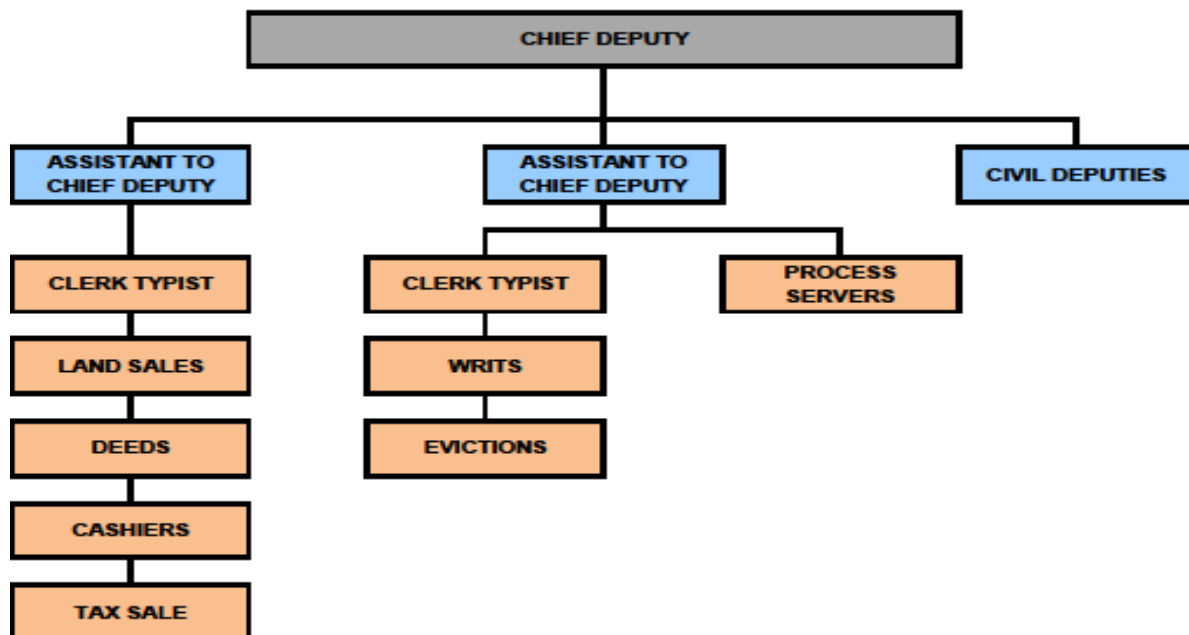 CHIEF DEPUTY
ASSISTANT TO
CHIEF DEPUTY
ASSISTANT TO
CHIEF DEPUTY
CIVIL DEPUTIES
CLERK TYPIST
CLERK TYPIST
PROCESS
SERVERS
LAND SALES
WRITS
DEEDS
EVICTIONS
CASHIERS
TAX SALE